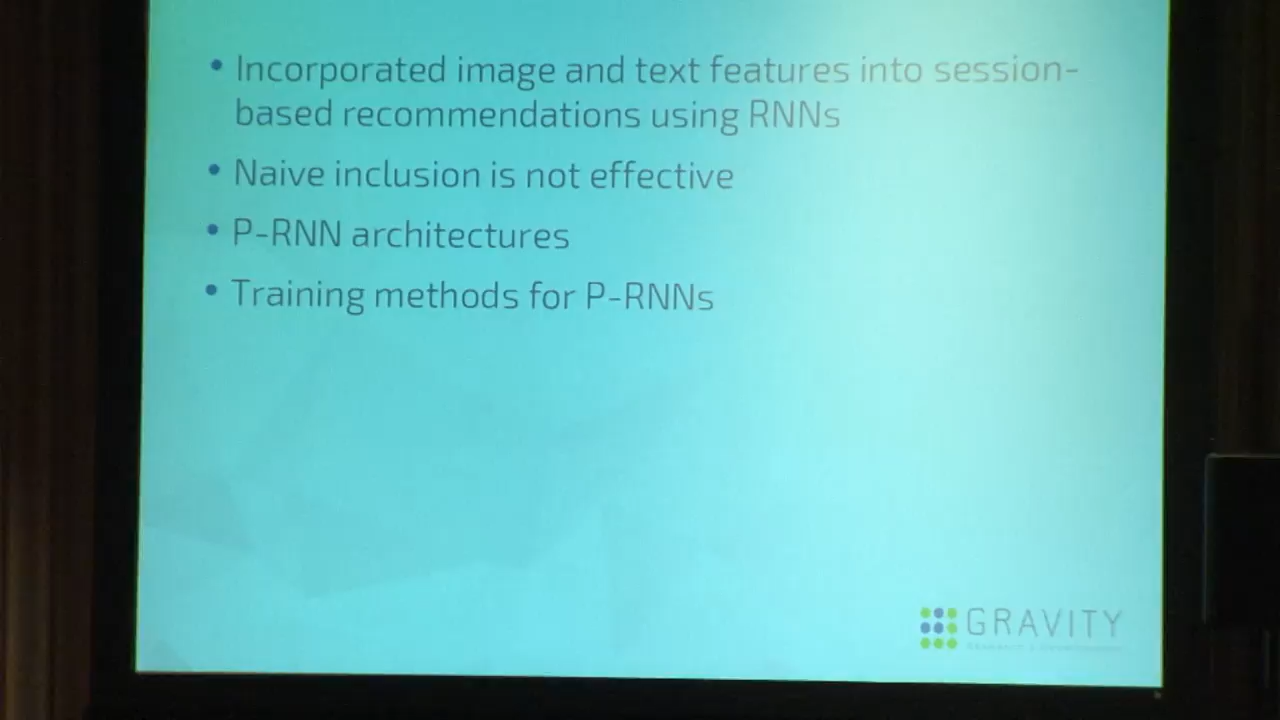 • Incorporated image and text features into session-
based recommendations using RNNs
• Naive inclusion is not effective
• P-RNN architectures
• Training methods for P-RNNs
GRAVITY